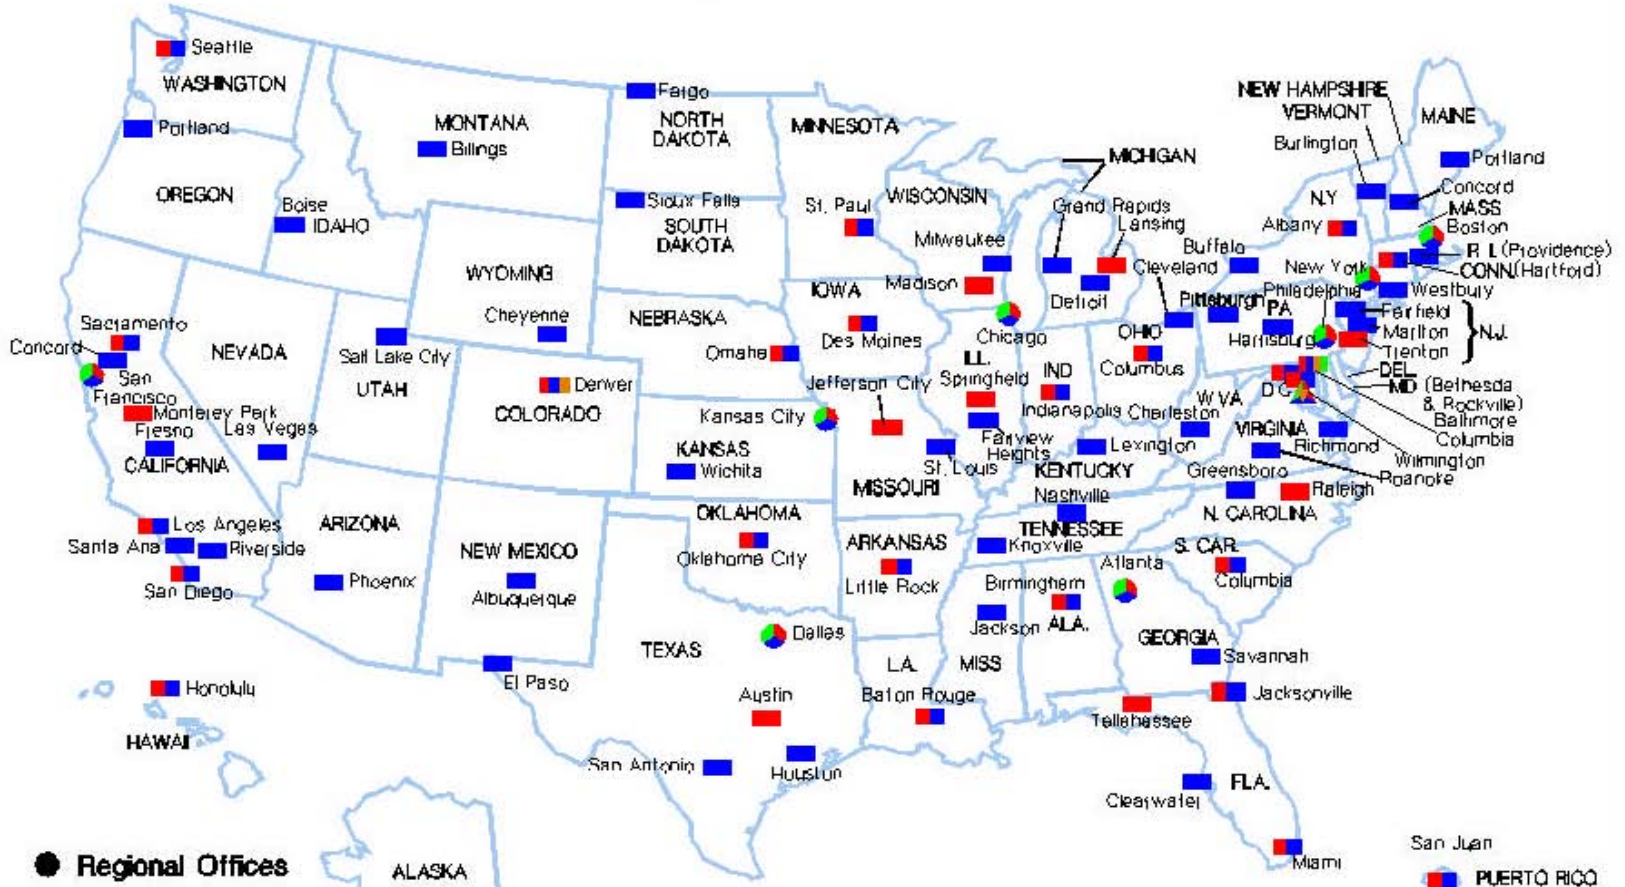 Seattle
WASHINGTON
Portland
OREGON
Boise
IDAHO
MONTANA
Billings
Fargo
NORTH
DAKOTA
Sioux Falls
SOUTH
DAKOTA
MINNESOTA
St. Paul
WISCONSIN
Milwaukee
Madison
MICHIGAN
Grand Rapids
Lansing
Detroit
NEW HAMPSHIRE
VERMONT
Burlington
MAINE
Portland
Concord
MASS
Boston
R I (Providence)
CONN.(Hartford)
N.Y
Albany
Buffalo
New York
Westbury
Cleveland
Philadelphia
Pittsburgh
PA
Harrisburg
Fairfield
Marlton
Trenton
N.J.
DEL
MD (Bethesda
& Rockville)
Baltimore
Columbia
Wilmington
D C
WYOMING
Cheyenne
NEBRASKA
Omaha
IOWA
Des Moines
Chicago
ILL.
Springfield
Fairview
Heights
IND
Indianapolis
OHIO
Columbus
W VA
Charleston
VIRGINIA
Richmond
Roanoke
Sacramento
Concord
San
Francisco
Monterey Park
Fresno
CALIFORNIA
NEVADA
Las Vegas
Salt Lake City
UTAH
Denver
COLORADO
Jefferson City
Kansas City
KANSAS
Wichita
St. Louis
MISSOURI
Lexington
KENTUCKY
Greensboro
Raleigh
N. CAROLINA
Nashville
TENNESSEE
Knoxville
Los Angeles
Santa Ana
Riverside
San Diego
ARIZONA
Phoenix
NEW MEXICO
Albuquerque
OKLAHOMA
Oklahoma City
ARKANSAS
Little Rock
S. CAR.
Columbia
Atlanta
GEORGIA
Savannah
Birmingham
ALA.
Jackson
MISS
TEXAS
Dallas
El Paso
Austin
San Antonio
Houston
L.A.
Baton Rouge
Jacksonville
Tallahassee
FLA.
Clearwater
Miami
Honolulu
HAWAII
ALASKA
Regional Offices
San Juan
PUERTO RICO